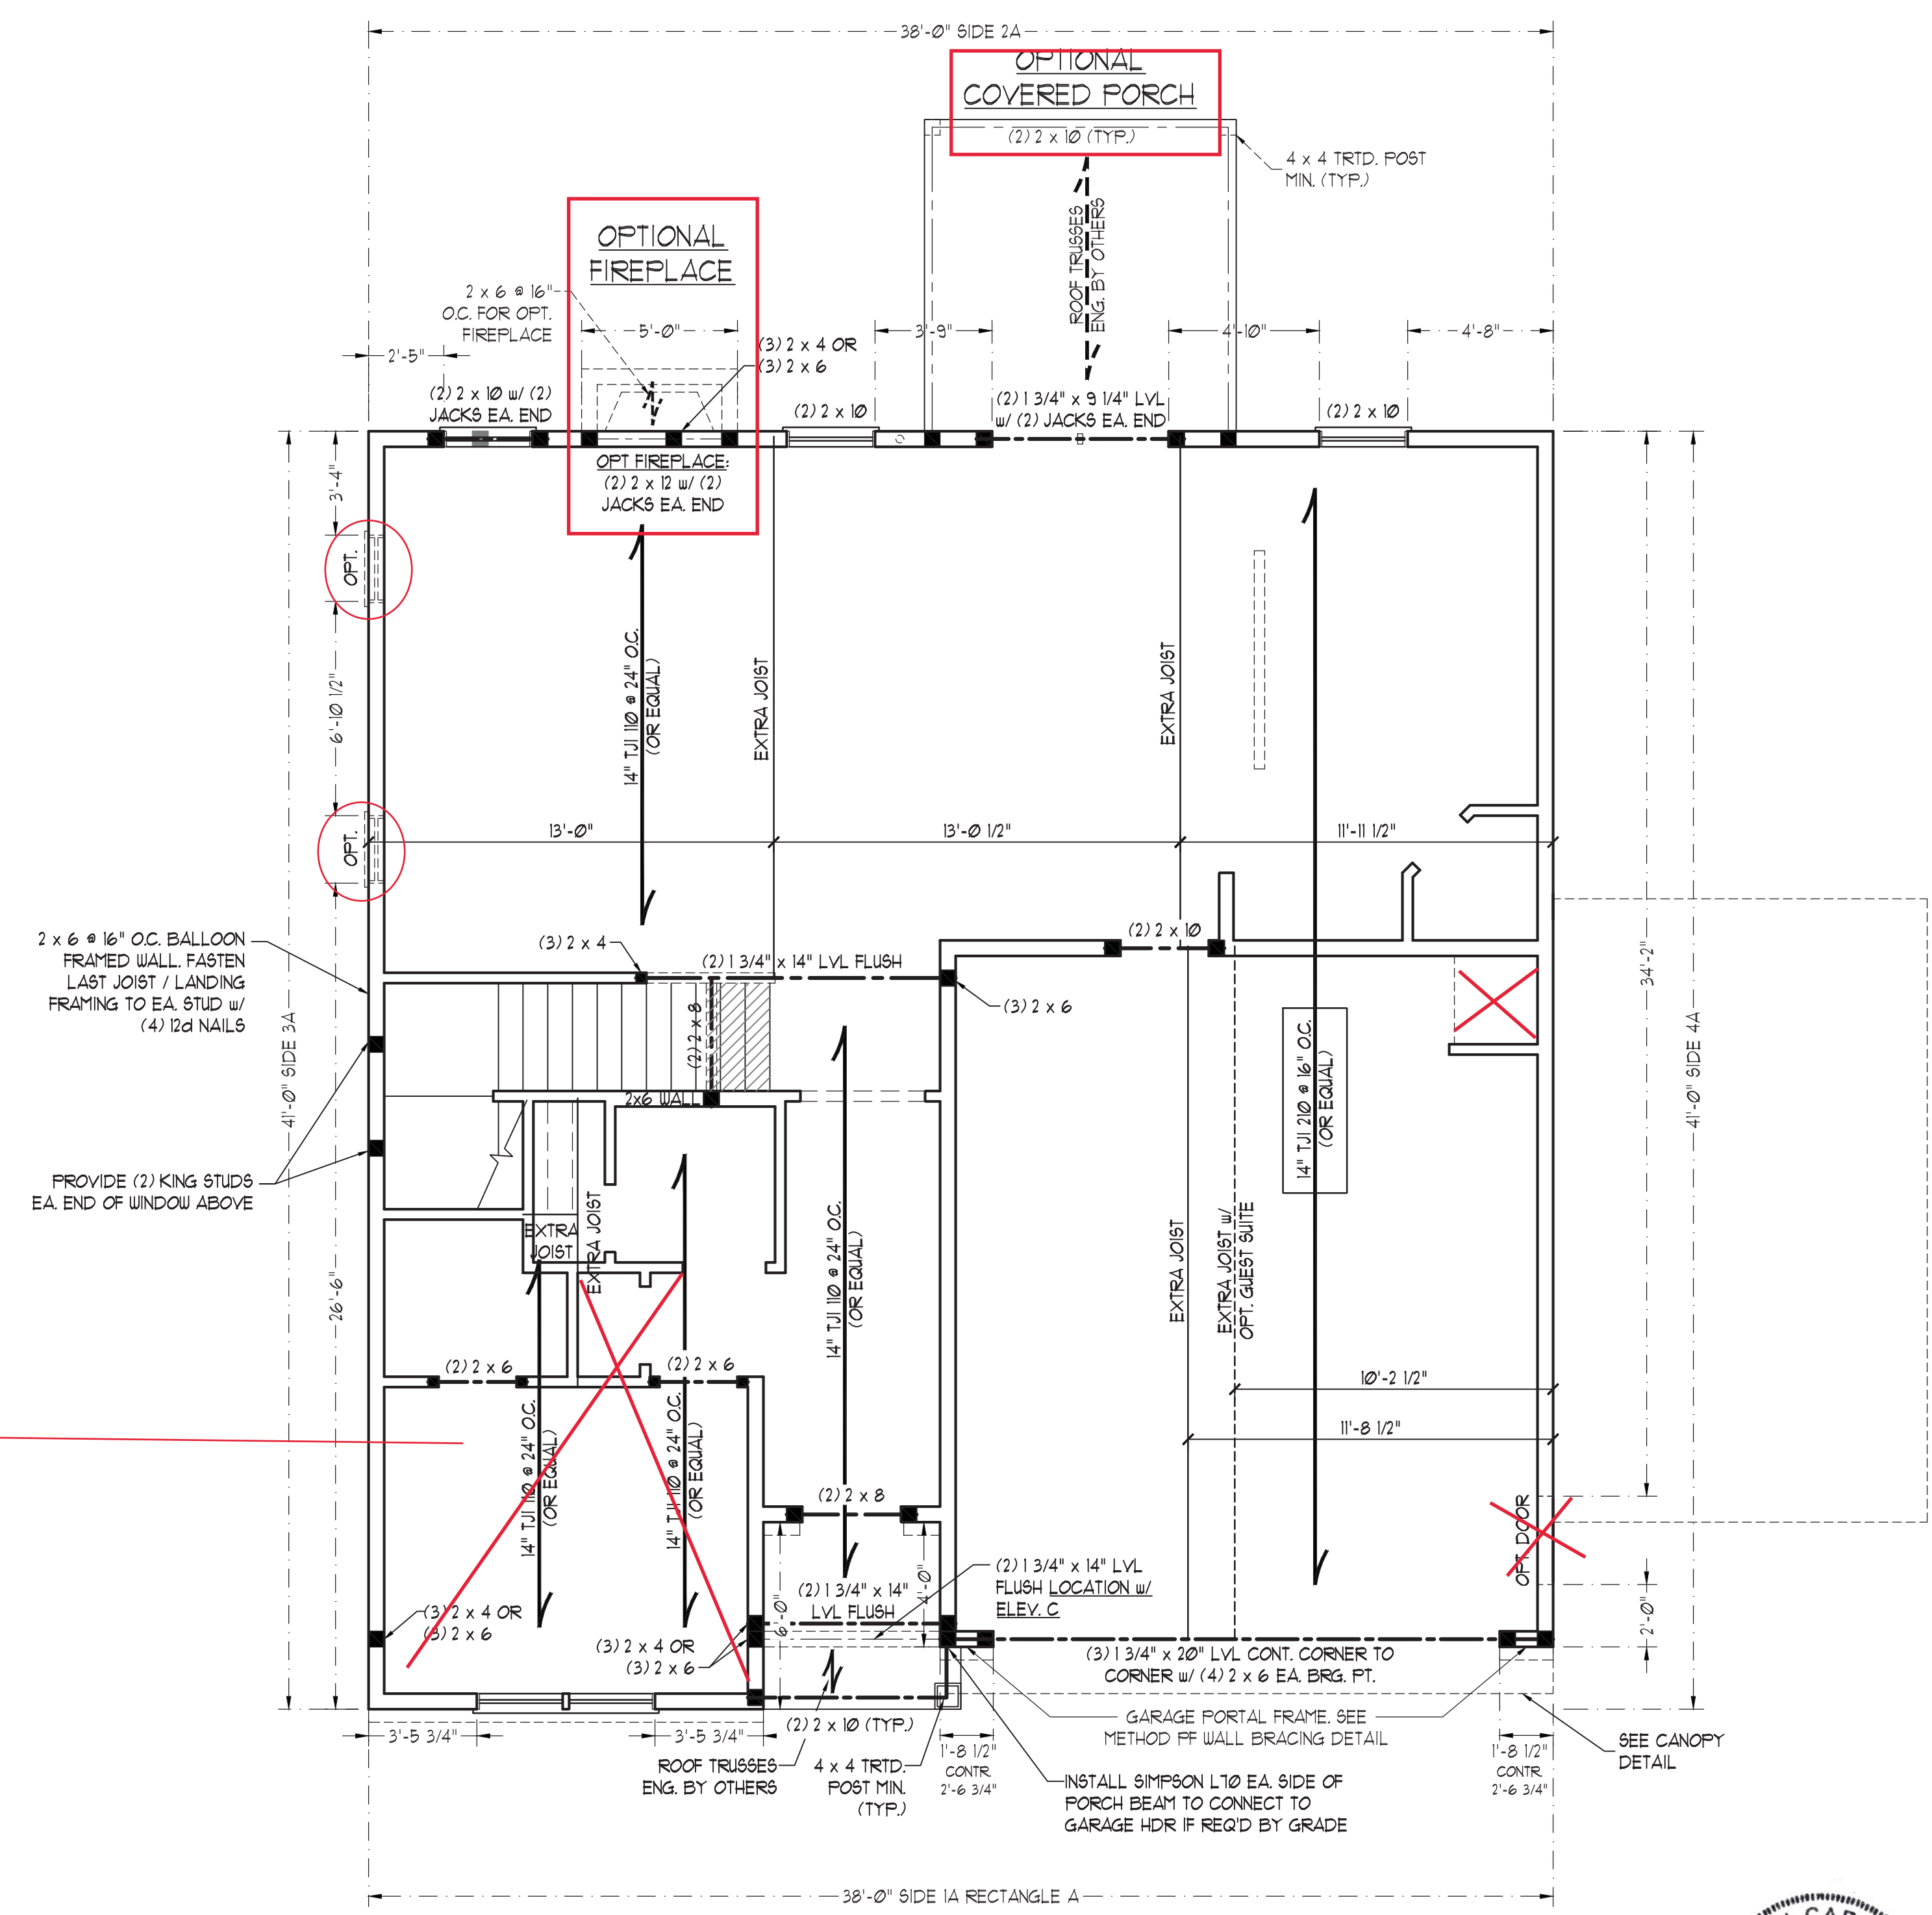 38'-0" SIDE 2A
OPTIONAL
COVERED PORCH
(2) 2 x 10 (TYP.)
4 x 4 TRTD. POST
MIN. (TYP.)
ROOF TRUSSES
ENG. BY OTHERS
OPTIONAL
FIREPLACE
2 x 6 @ 16"
O.C. FOR OPT.
FIREPLACE
5'-0"
3'-9"
4'-10"
4'-8"
2'-5"
(3) 2 x 4 OR
(3) 2 x 6
(2) 2 x 10 w/ (2)
JACKS EA. END
(2) 2 x 10
(2) 1 3/4" x 9 1/4" LVL
w/ (2) JACKS EA. END
(2) 2 x 10
OPT FIREPLACE:
(2) 2 x 12 w/ (2)
JACKS EA. END
3'-4"
OPT.
6'-10 1/2"
OPT.
14" TJI 110 @ 24" O.C.
(OR EQUAL)
EXTRA JOIST
EXTRA JOIST
13'-0"
13'-0 1/2"
11'-11 1/2"
2 x 6 @ 16" O.C. BALLOON
FRAMED WALL. FASTEN
LAST JOIST / LANDING
FRAMING TO EA. STUD w/
(4) 12d NAILS
41'-0" SIDE 3A
(3) 2 x 4
(2) 1 3/4" x 14" LVL FLUSH
(2) 2 x 10
(3) 2 x 6
(2) 2 x 8
2x6 WALL
34'-2"
41'-0" SIDE 4A
14" TJI 210 @ 16" O.C.
(OR EQUAL)
PROVIDE (2) KING STUDS
EA. END OF WINDOW ABOVE
EXTRA
JOIST
EXTRA JOIST
14" TJI 110 @ 24" O.C.
(OR EQUAL)
EXTRA JOIST
EXTRA JOIST w/
OPT. GUEST SUITE
26'-6"
(2) 2 x 6
(2) 2 x 6
10'-2 1/2"
11'-8 1/2"
14" TJI 110 @ 24" O.C.
(OR EQUAL)
14" TJI 110 @ 24" O.C.
(OR EQUAL)
(2) 2 x 8
OPT DOOR
(2) 1 3/4" x 14" LVL
FLUSH LOCATION w/
ELEV. C
(2) 1 3/4" x 14"
LVL FLUSH
6'-0"
4'-0"
2'-0"
(3) 2 x 4 OR
(3) 2 x 6
(3) 2 x 4 OR
(3) 2 x 6
(3) 1 3/4" x 20" LVL CONT. CORNER TO
CORNER w/ (4) 2 x 6 EA. BRG. PT.
3'-5 3/4"
3'-5 3/4"
(2) 2 x 10 (TYP.)
GARAGE PORTAL FRAME. SEE
METHOD PF WALL BRACING DETAIL
SEE CANOPY
DETAIL
ROOF TRUSSES
ENG. BY OTHERS
4 x 4 TRTD.
POST MIN.
(TYP.)
1'-8 1/2"
CONTR.
2'-6 3/4"
1'-8 1/2"
CONTR.
2'-6 3/4"
INSTALL SIMPSON L70 EA. SIDE OF
PORCH BEAM TO CONNECT TO
GARAGE HDR IF REQ'D BY GRADE
38'-0" SIDE 1A RECTANGLE A